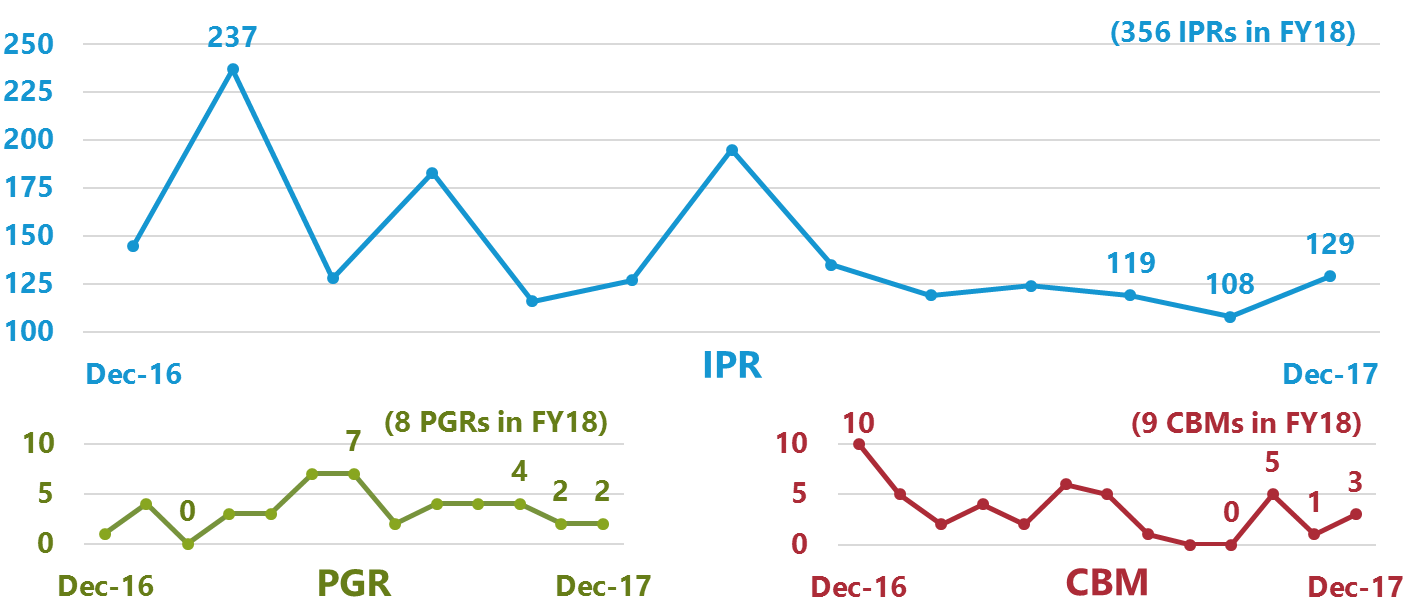 (356 IPRs in FY18)
237
250
225
200
175
150
125
100
119
108
129
Dec-16
IPR
Dec-17
(8 PGRs in FY18)
10
5
0
0
7
4
2
2
Dec-16
PGR
Dec-17
(9 CBMs in FY18)
10
5
0
10
0
5
1
3
Dec-16
CBM
Dec-17